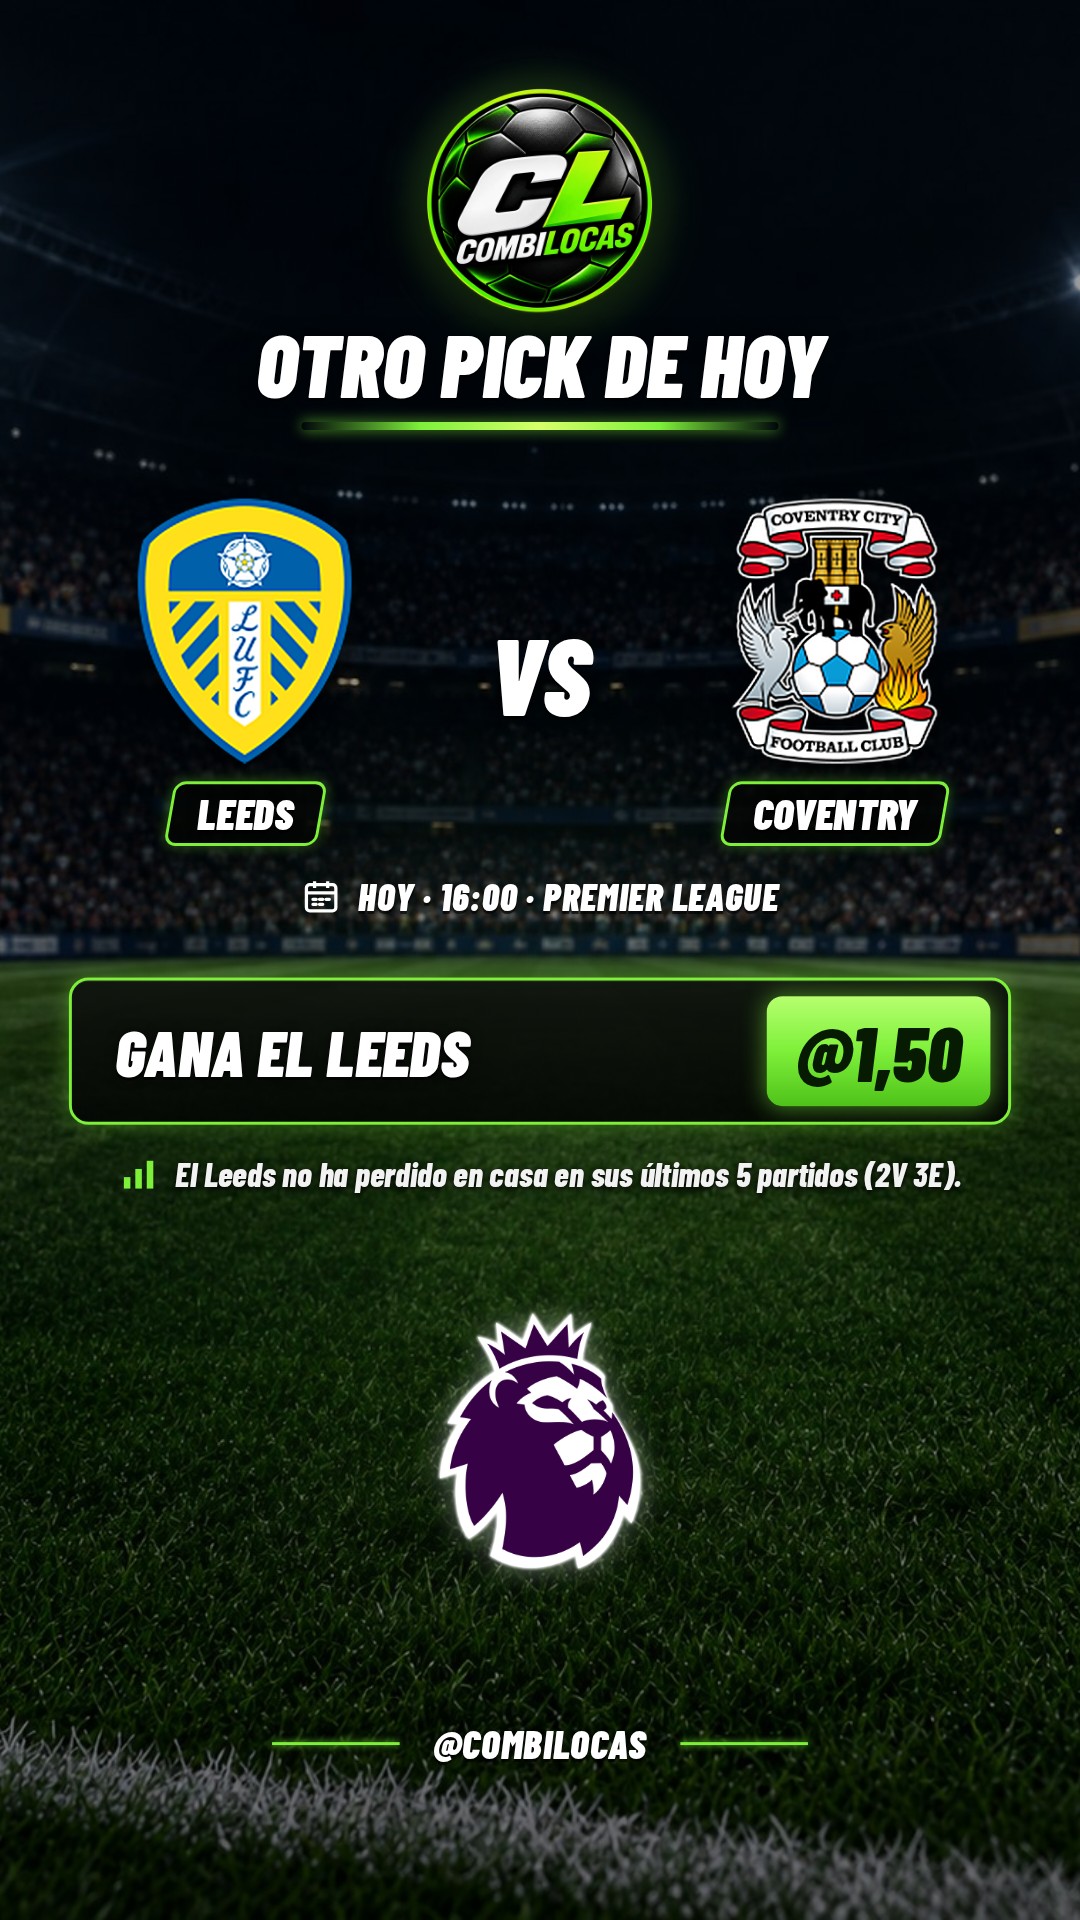 CL
COMBILOCAS
OTRO PICK DE HOY
COVENTRY CITY
LUFC
VS
FOOTBALL CLUB
LEEDS
COVENTRY
HOY · 16:00 · PREMIER LEAGUE
GANA EL LEEDS
@1,50
El Leeds no ha perdido en casa en sus últimos 5 partidos (2V 3E).
@COMBILOCAS